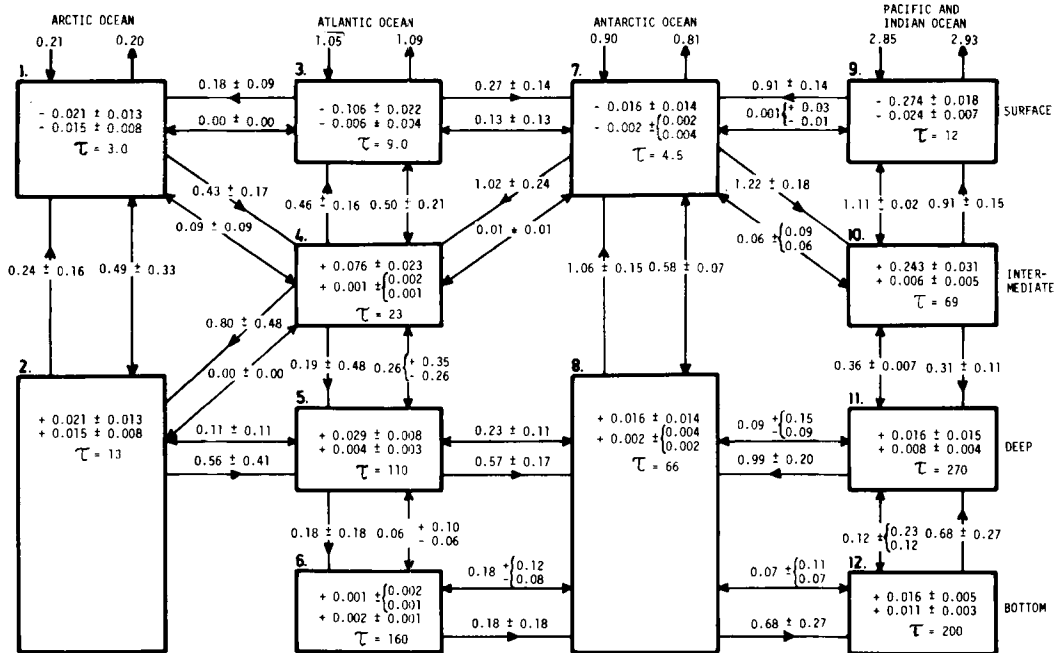 ARCTIC OCEAN
ATLANTIC OCEAN
ANTARCTIC OCEAN
PACIFIC AND
INDIAN OCEAN
0.21
0.20
1.05
1.09
0.90
0.81
2.85
2.93
1.
- 0.021 ± 0.013
- 0.015 ± 0.008
τ = 3.0
0.18 ± 0.09
0.00 ± 0.00
3.
- 0.106 ± 0.022
- 0.006 ± 0.004
τ = 9.0
0.27 ± 0.14
0.13 ± 0.13
7.
- 0.016 ± 0.014
- 0.002 ± {0.002
0.004
τ = 4.5
0.91 ± 0.14
0.001 {+ 0.03
- 0.01
9.
- 0.274 ± 0.018
- 0.024 ± 0.007
τ = 12
SURFACE
0.43 ± 0.17
0.09 ± 0.09
0.46 ± 0.16
0.50 ± 0.21
1.02 ± 0.24
0.01 ± 0.01
1.22 ± 0.18
0.06 ± {0.09
0.06
1.11 ± 0.02
0.91 ± 0.15
0.24 ± 0.16
0.49 ± 0.33
4.
+ 0.076 ± 0.023
+ 0.001 ± {0.002
0.001
τ = 23
1.06 ± 0.15
0.58 ± 0.07
10.
+ 0.243 ± 0.031
+ 0.006 ± 0.005
τ = 69
INTER-
MEDIATE
0.80 ± 0.48
0.00 ± 0.00
0.19 ± 0.48
0.26 {+ 0.35
- 0.26
0.36 ± 0.007
0.31 ± 0.11
2.
+ 0.021 ± 0.013
+ 0.015 ± 0.008
τ = 13
0.11 ± 0.11
0.56 ± 0.41
5.
+ 0.029 ± 0.008
+ 0.004 ± 0.003
τ = 110
0.23 ± 0.11
0.57 ± 0.17
8.
+ 0.016 ± 0.014
+ 0.002 ± {0.004
0.002
τ = 66
0.09 {+ 0.15
- 0.09
0.99 ± 0.20
11.
+ 0.016 ± 0.015
+ 0.008 ± 0.004
τ = 270
DEEP
0.18 ± 0.18
0.06 + 0.10
- 0.06
0.12 ± {0.23
0.12
0.68 ± 0.27
6.
+ 0.001 ± {0.002
0.001
+ 0.002 ± 0.001
τ = 160
0.18 {+ 0.12
- 0.08
0.18 ± 0.18
0.07 ± {0.11
0.07
0.68 ± 0.27
12.
+ 0.016 ± 0.005
+ 0.011 ± 0.003
τ = 200
BOTTOM